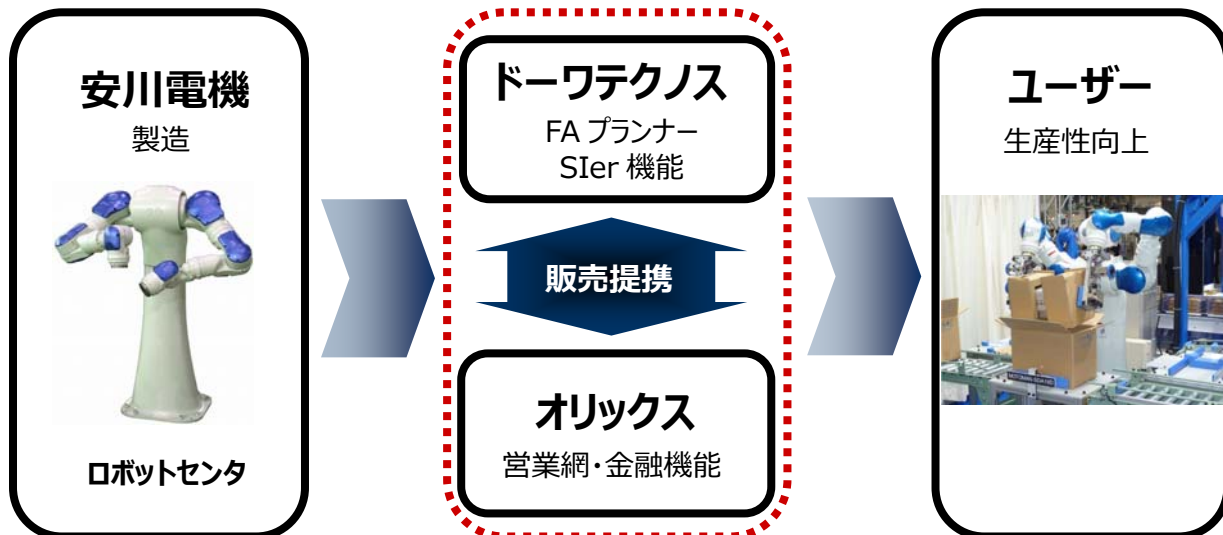 安川電機
製造
ロボットセンタ
ドーワテクノス
FA プランナー
SIer 機能
販売提携
オリックス
営業網・金融機能
ユーザー
生産性向上